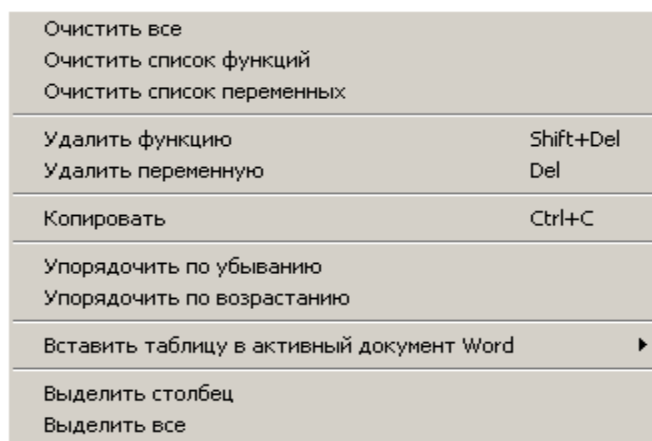 Очистить все
Очистить список функций
Очистить список переменных
Удалить функцию Shift+Del
Удалить переменную Del
Копировать Ctrl+C
Упорядочить по убыванию
Упорядочить по возрастанию
Вставить таблицу в активный документ Word
Выделить столбец
Выделить все